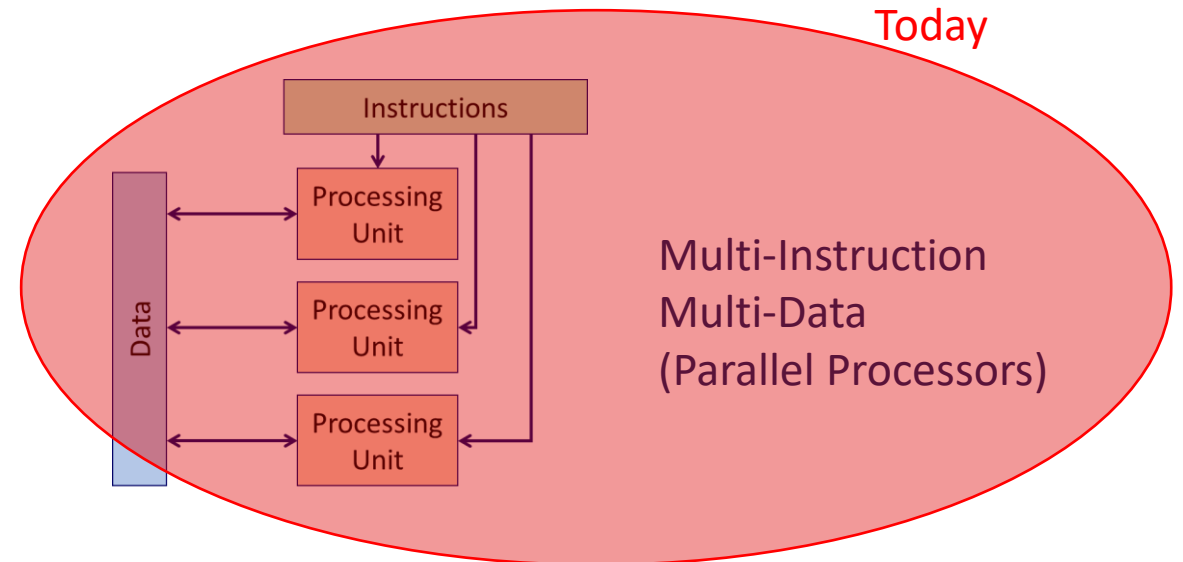 Today
Instructions
Processing
Unit
Processing
Unit
Processing
Unit
Data
Multi-Instruction
Multi-Data
(Parallel Processors)